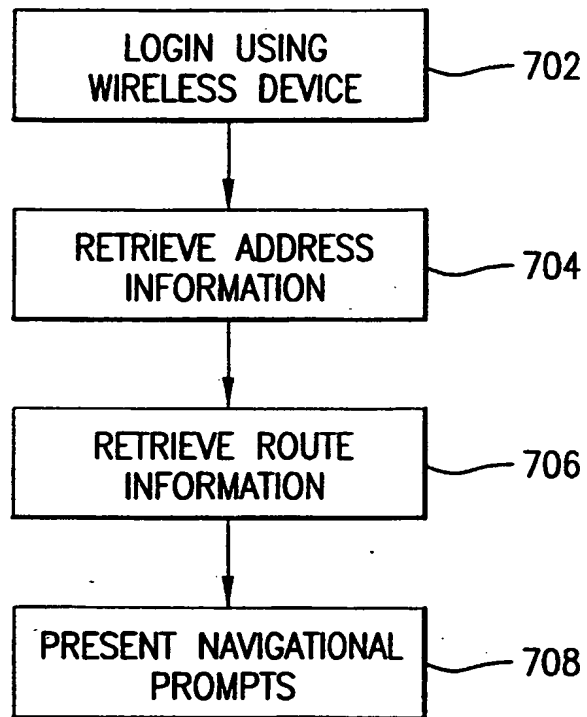 LOGIN USING
WIRELESS DEVICE
702
RETRIEVE ADDRESS
INFORMATION
704
RETRIEVE ROUTE
INFORMATION
706
PRESENT NAVIGATIONAL
PROMPTS
708